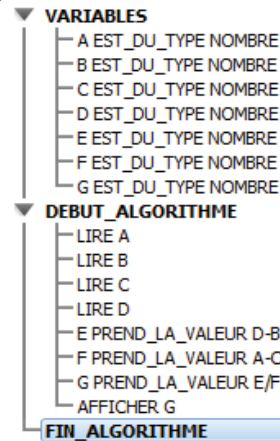 VARIABLES
A EST_DU_TYPE NOMBRE
B EST_DU_TYPE NOMBRE
C EST_DU_TYPE NOMBRE
D EST_DU_TYPE NOMBRE
E EST_DU_TYPE NOMBRE
F EST_DU_TYPE NOMBRE
G EST_DU_TYPE NOMBRE
DEBUT_ALGORITHME
LIRE A
LIRE B
LIRE C
LIRE D
E PREND_LA_VALEUR D-B
F PREND_LA_VALEUR A-C
G PREND_LA_VALEUR E/F
AFFICHER G
FIN_ALGORITHME